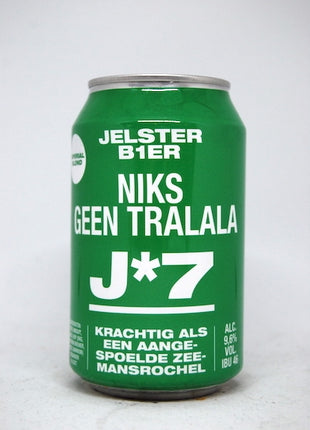 JELSTER
B1ER
NIKS
GEEN TRALALA
J*7
KRACHTIG ALS
EEN AANGE-
SPOELDE ZEE-
MANSROCHEL
ALC.
9,6%
VOL.
IBU 46